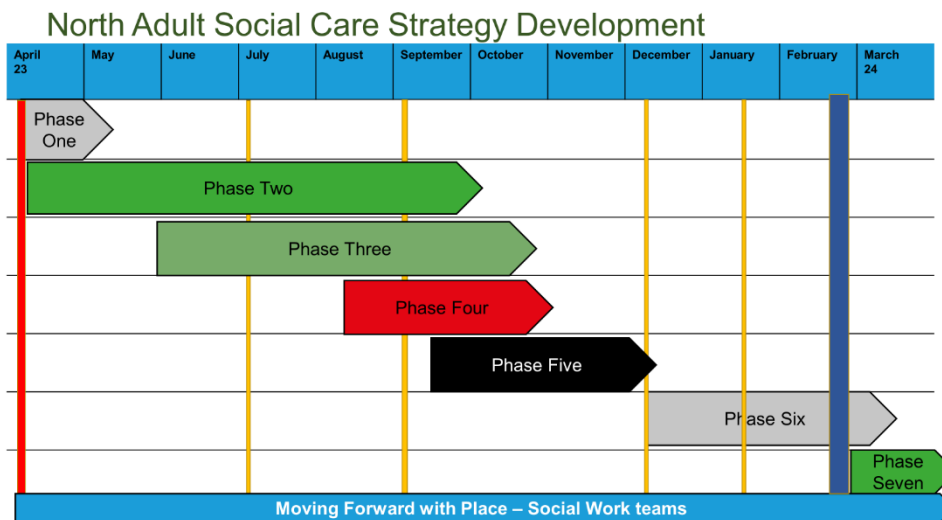 North Adult Social Care Strategy Development
April May June July August September October November December January February March
23 24
Phase
One
Phase Two
Phase Three
Phase Four
Phase Five
Phase Six
Phase
Seven
Moving Forward with Place – Social Work teams